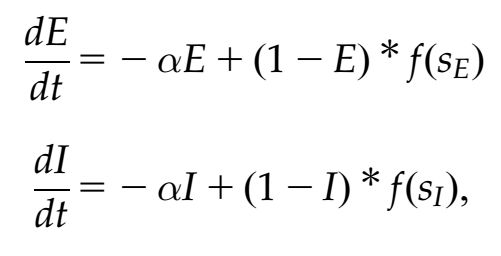 dE/dt = − αE + (1 − E) * f(s_E)
dI/dt = − αI + (1 − I) * f(s_I),